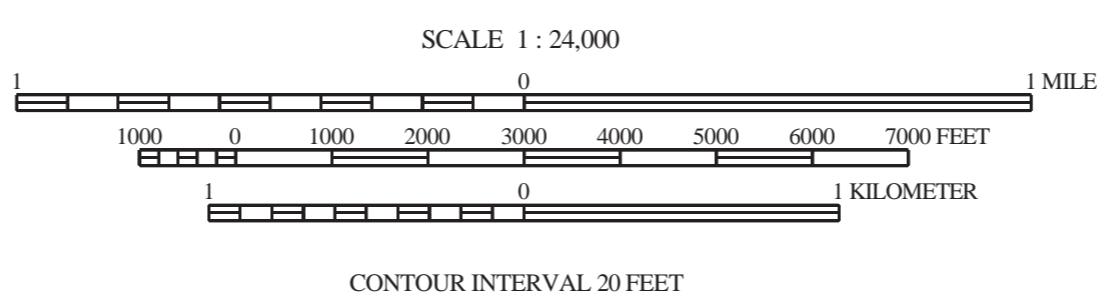 SCALE 1 : 24,000
1 0 1 MILE
1000 0 1000 2000 3000 4000 5000 6000 7000 FEET
1 0 1 KILOMETER
CONTOUR INTERVAL 20 FEET